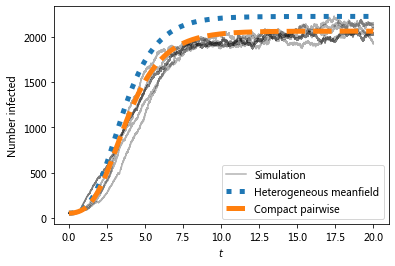 2000
1500
1000
500
0
Number infected
Simulation
Heterogeneous meanfield
Compact pairwise
0.0 2.5 5.0 7.5 10.0 12.5 15.0 17.5 20.0
t